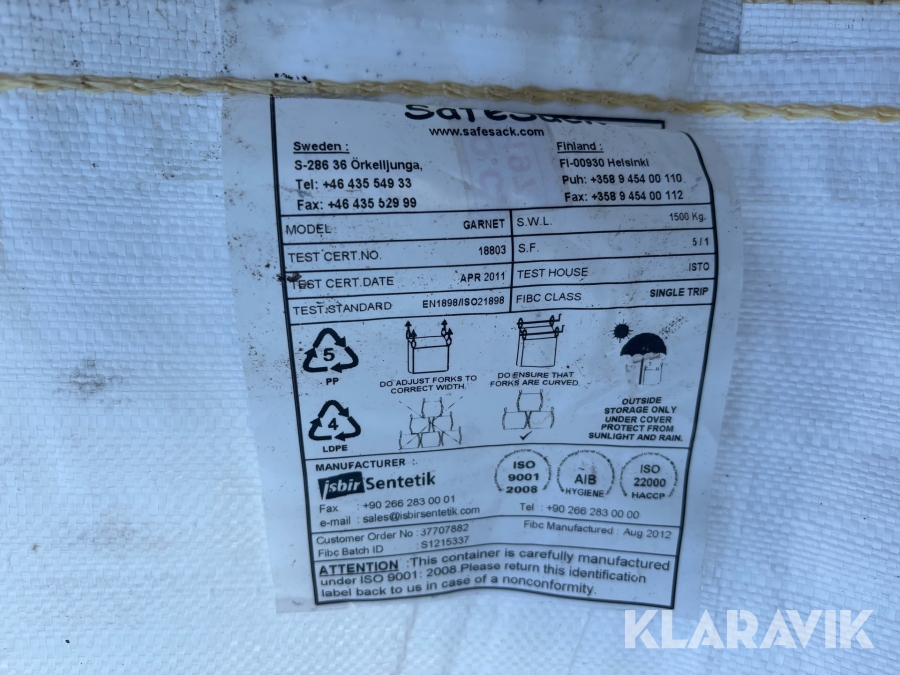 SafeSack
www.safesack.com
Sweden :
S-286 36 Örkelljunga,
Tel: +46 435 549 33
Fax: +46 435 529 99
Finland :
FI-00930 Helsinki
Puh: +358 9 454 00 110
Fax: +358 9 454 00 112
MODEL GARNET
S.W.L. 1500 Kg.
TEST CERT.NO. 18803
S.F. 5 / 1
TEST CERT.DATE APR 2011
TEST HOUSE ISTO
TEST.STANDARD EN1898/ISO21898
FIBC CLASS SINGLE TRIP
5
PP
DO ADJUST FORKS TO
CORRECT WIDTH.
DO ENSURE THAT
FORKS ARE CURVED.
4
LDPE
OUTSIDE
STORAGE ONLY
UNDER COVER
PROTECT FROM
SUNLIGHT AND RAIN.
MANUFACTURER :
işbir Sentetik
Fax : +90 266 283 00 01
e-mail : sales@isbirsentetik.com
ISO
9001
2008
AIB
HYGIENE
ISO
22000
HACCP
Tel : +90 266 283 00 00
Customer Order No : 37707882
Fibc Manufactured : Aug 2012
Fibc Batch ID : S1215337
ATTENTION :This container is carefully manufactured
under ISO 9001: 2008.Please return this identification
label back to us in case of a nonconformity.
KLARAVIK